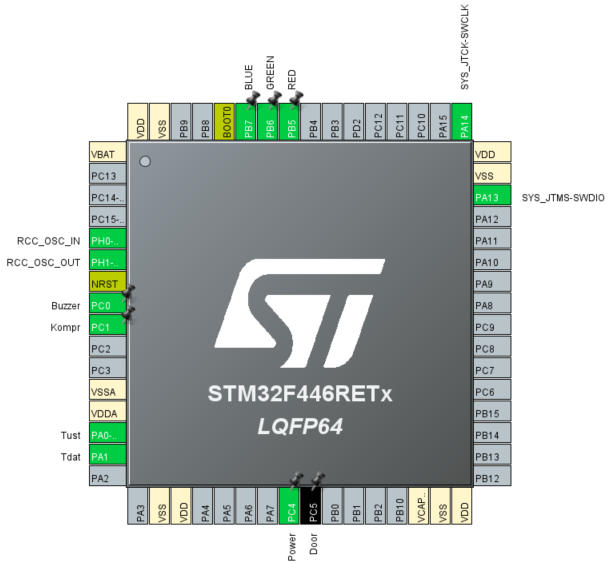 SYS_JTCK-SWCLK
BLUE
GREEN
RED
VDD
VSS
PB9
PB8
BOOT0
PB7
PB6
PB5
PB4
PB3
PD2
PC12
PC11
PC10
PA15
PA14
VBAT
PC13
PC14-..
PC15-..
RCC_OSC_IN PH0-..
RCC_OSC_OUT PH1-..
NRST
Buzzer PC0
Kompr PC1
PC2
PC3
VSSA
VDDA
Tust PA0-..
Tdat PA1
PA2
ST
STM32F446RETx
LQFP64
VDD
VSS
PA13 SYS_JTMS-SWDIO
PA12
PA11
PA10
PA9
PA8
PC9
PC8
PC7
PC6
PB15
PB14
PB13
PB12
PA3
VSS
VDD
PA4
PA5
PA6
PA7
PC4
PC5
PB0
PB1
PB2
PB10
VCAP..
VSS
VDD
Power
Door